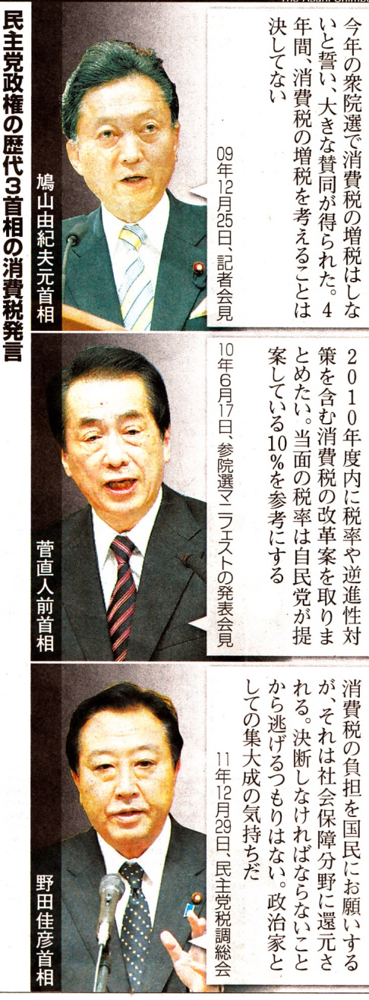 The Asahi Shimbun
民主党政権の歴代3首相の消費税発言
今年の衆院選で消費税の増税はしな
いと誓い、大きな賛同が得られた。4
年間、消費税の増税を考えることは
決してない
09年12月25日、記者会見
鳩山由紀夫元首相
2010年度内に税率や逆進性対
策を含む消費税の改革案を取りま
とめたい。当面の税率は自民党が提
案している10%を参考にする
10年6月17日、参院選マニフェストの発表会見
菅直人前首相
消費税の負担を国民にお願いする
が、それは社会保障分野に還元さ
れる。決断しなければならないこと
から逃げるつもりはない。政治家と
しての集大成の気持ちだ
11年12月29日、民主党税調総会
野田佳彦首相